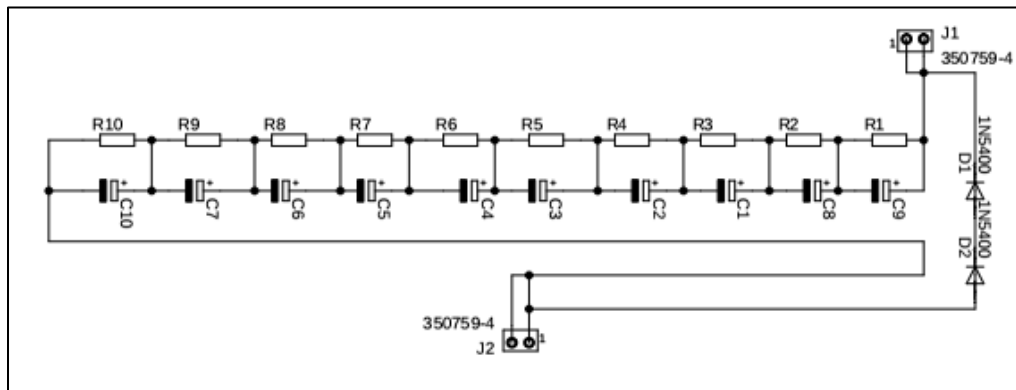 J1
1
350759-4
R10 R9 R8 R7 R6 R5 R4 R3 R2 R1
1N5400
D1
+ + + + + + + + + +
C10 C7 C6 C5 C4 C3 C2 C1 C8 C9
1N5400
D2
350759-4
1
J2